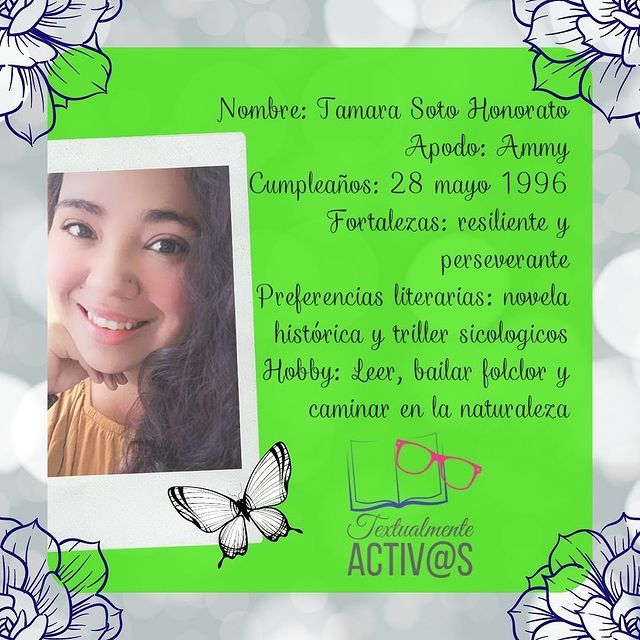 Nombre: Tamara Soto Honorato
Apodo: Ammy
Cumpleaños: 28 mayo 1996
Fortalezas: resiliente y
perseverante
Preferencias literarias: novela
histórica y triller sicologicos
Hobby: Leer, bailar folclor y
caminar en la naturaleza
Textualmente
ACTIV@S